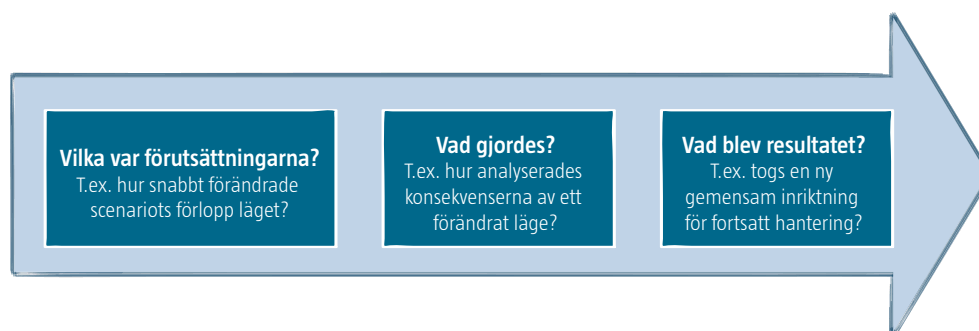 Vilka var förutsättningarna?
T.ex. hur snabbt förändrade
scenariots förlopp läget?
Vad gjordes?
T.ex. hur analyserades
konsekvenserna av ett
förändrat läge?
Vad blev resultatet?
T.ex. togs en ny
gemensam inriktning
för fortsatt hantering?